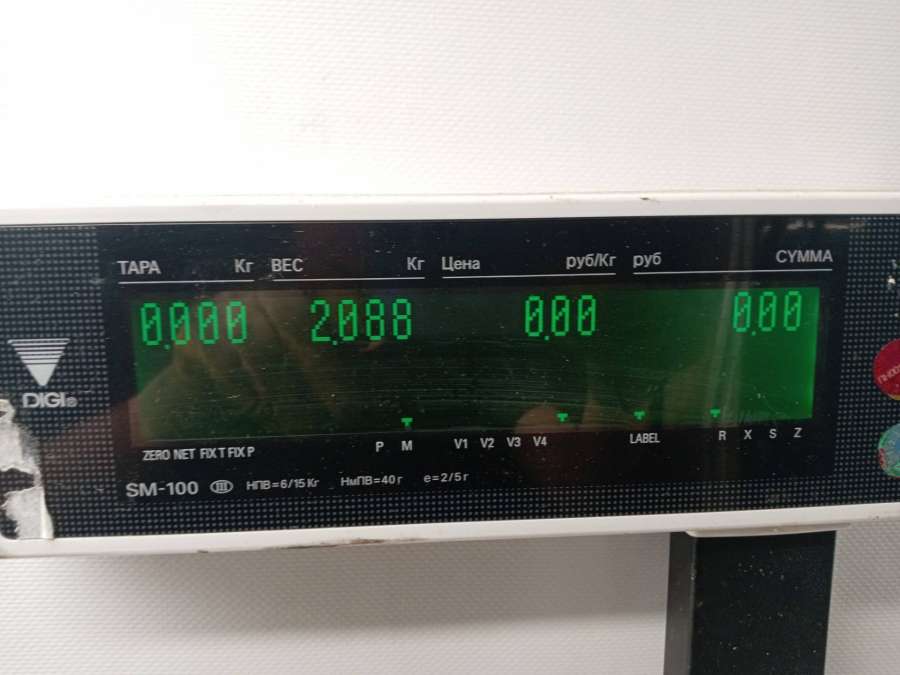 ТАРА Кг ВЕС Кг Цена руб/Кг руб СУММА
0.000 2.088 0.00 0.00
DIGI®
ZERO NET FIX T FIX P P M V1 V2 V3 V4 LABEL R X S Z
SM-100 III НПВ=6/15 Кг НмПВ=40 г e=2/5 г